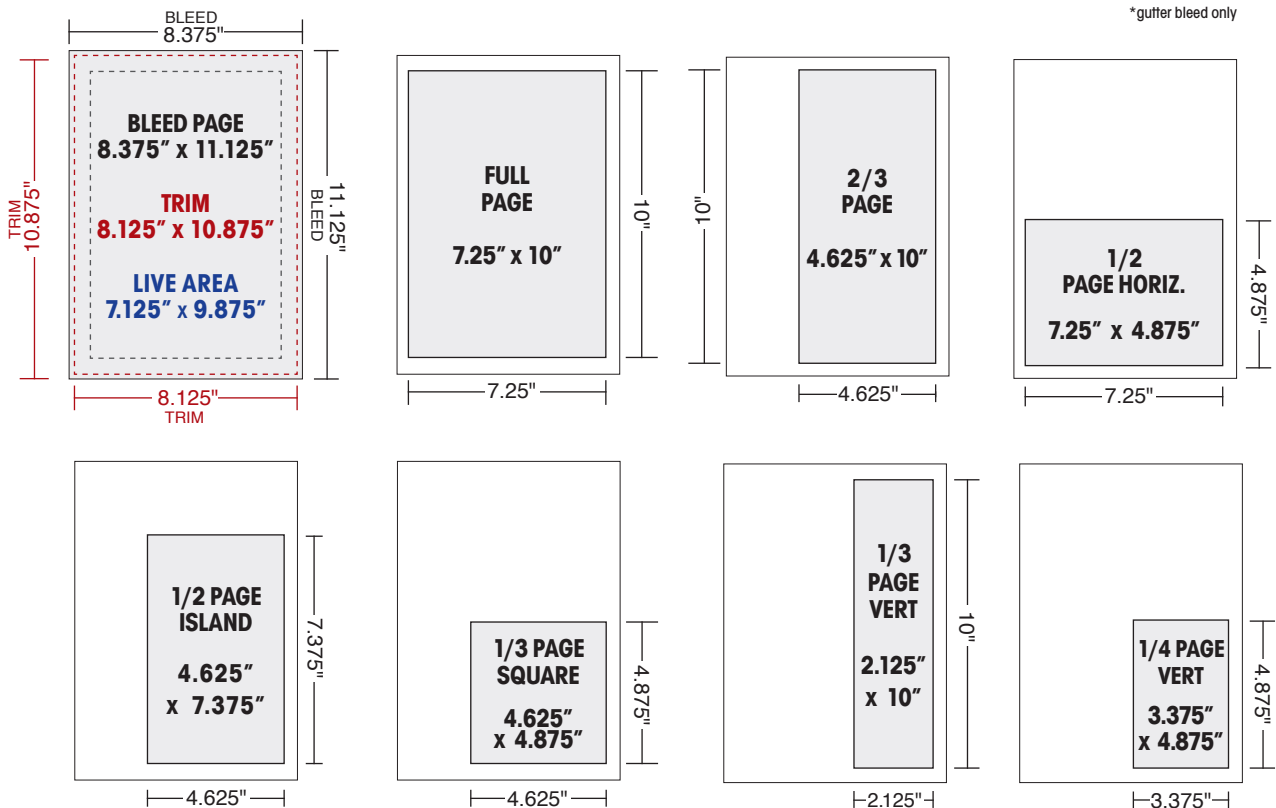 *gutter bleed only
BLEED
8.375"
TRIM
10.875"
BLEED PAGE
8.375″ x 11.125″
TRIM
8.125″ x 10.875″
LIVE AREA
7.125″ x 9.875″
11.125"
BLEED
8.125"
TRIM
FULL
PAGE
7.25″ x 10″
10"
7.25"
10"
2/3
PAGE
4.625″ x 10″
4.625"
1/2
PAGE HORIZ.
7.25″ x 4.875″
4.875"
7.25"
1/2 PAGE
ISLAND
4.625″
x 7.375″
7.375"
4.625"
1/3 PAGE
SQUARE
4.625″
x 4.875″
4.875"
4.625"
1/3
PAGE
VERT
2.125″
x 10″
10"
2.125"
1/4 PAGE
VERT
3.375″
x 4.875″
4.875"
3.375"